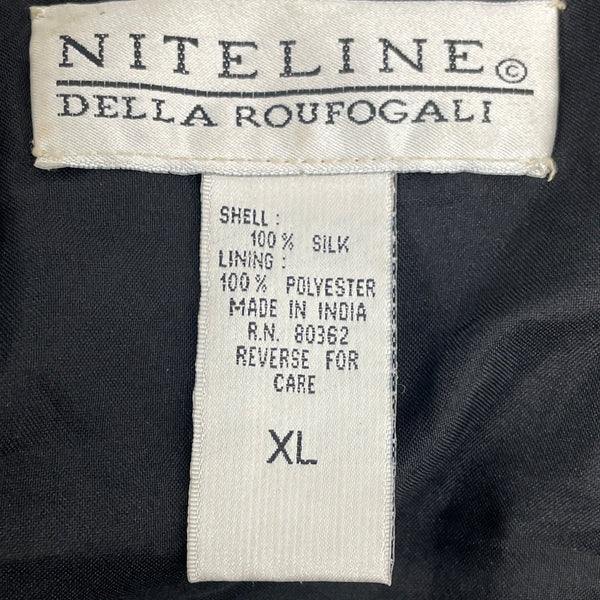 NITELINE ©
DELLA ROUFOGALI
SHELL :
100% SILK
LINING :
100% POLYESTER
MADE IN INDIA
R.N. 80362
REVERSE FOR
CARE
XL